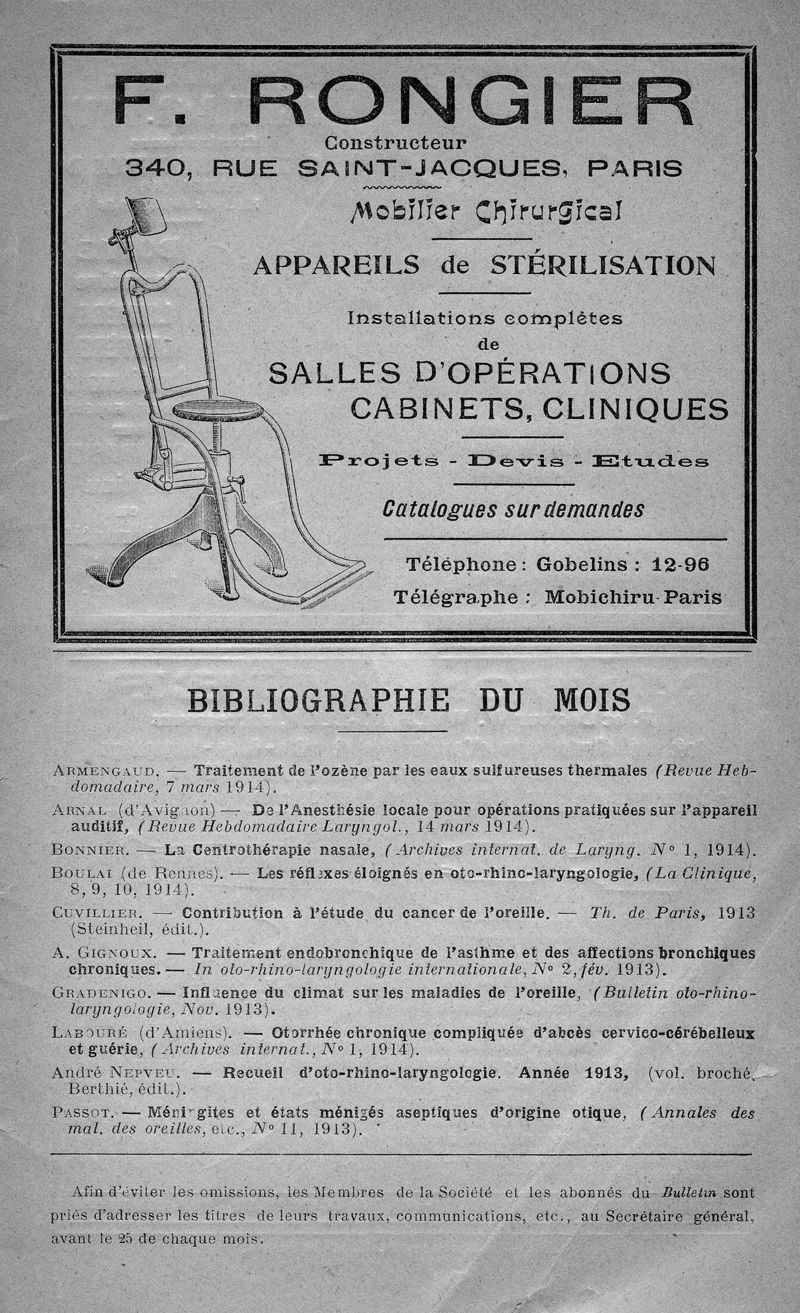 F. RONGIER
Constructeur
340, RUE SAINT-JACQUES, PARIS
Mobilier Chirurgical
APPAREILS de STÉRILISATION
Installations complètes
de
SALLES D'OPÉRATIONS
CABINETS, CLINIQUES
Projets - Devis - Etudes
Catalogues sur demandes
Téléphone : Gobelins : 12-96
Télégraphe : Mobichiru-Paris
BIBLIOGRAPHIE DU MOIS
ARMENGAUD. — Traitement de l'ozène par les eaux sulfureuses thermales (Revue Heb-
domadaire, 7 mars 1914).
ARNAL (d'Avignon) — De l'Anesthésie locale pour opérations pratiquées sur l'appareil
auditif, (Revue Hebdomadaire Laryngol., 14 mars 1914).
BONNIER. — La Centrothérapie nasale, (Archives internat. de Laryng. N° 1, 1914).
BOULAI (de Rennes). — Les réflexes éloignés en oto-rhino-laryngologie, (La Clinique,
8, 9, 10, 1914).
CUVILLIER. — Contribution à l'étude du cancer de l'oreille. — Th. de Paris, 1913
(Steinheil, édit.).
A. GIGNOUX. — Traitement endobronchique de l'asthme et des affections bronchiques
chroniques. — In oto-rhino-laryngologie internationale, N° 2, fév. 1913).
GRADENIGO. — Influence du climat sur les maladies de l'oreille, (Bulletin oto-rhino-
laryngologie, Nov. 1913).
LABOURÉ (d'Amiens). — Otorrhée chronique compliquée d'abcès cervico-cérébelleux
et guérie, (Archives internat., N° 1, 1914).
André NEPVEU. — Recueil d'oto-rhino-laryngologie. Année 1913, (vol. broché,
Berthié, édit.).
PASSOT. — Méningites et états ménigés aseptiques d'origine otique, (Annales des
mal. des oreilles, etc., N° 11, 1913).
Afin d'éviter les omissions, les Membres de la Société et les abonnés du Bulletin sont
priés d'adresser les titres de leurs travaux, communications, etc., au Secrétaire général,
avant le 25 de chaque mois.